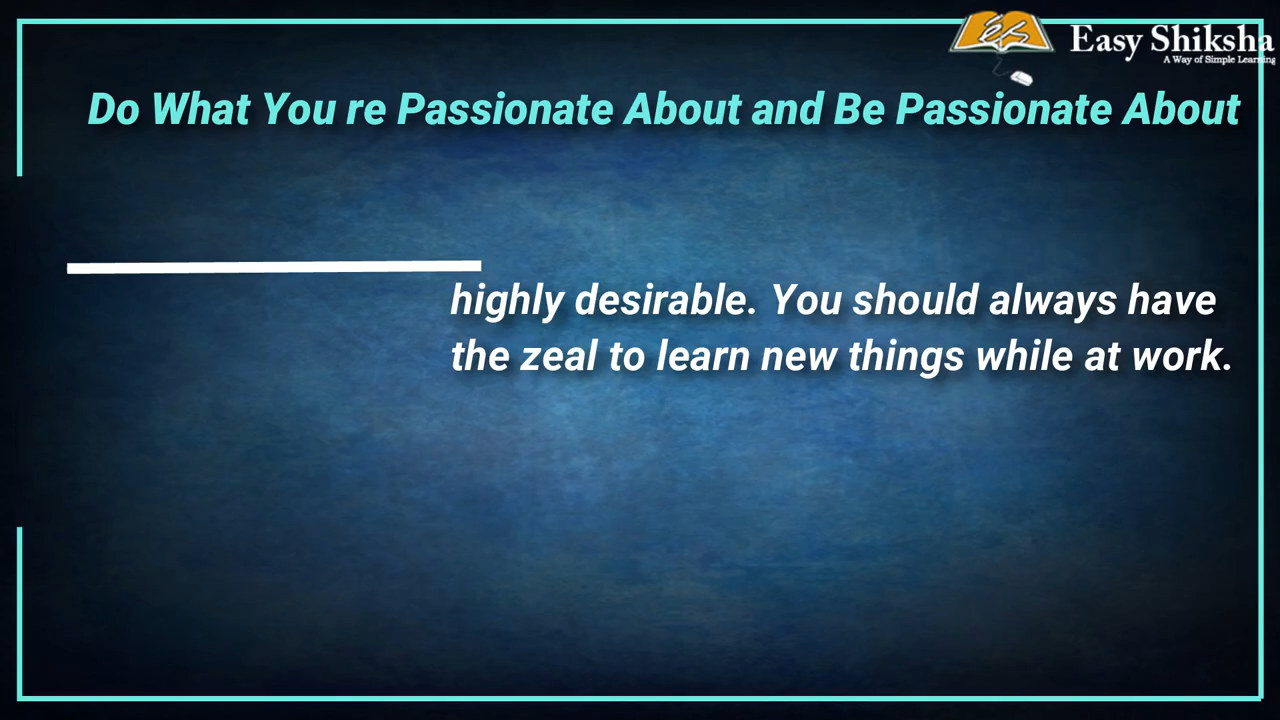 Easy Shiksha
A Way of Simple Learning
Do What You re Passionate About and Be Passionate About
highly desirable. You should always have
the zeal to learn new things while at work.